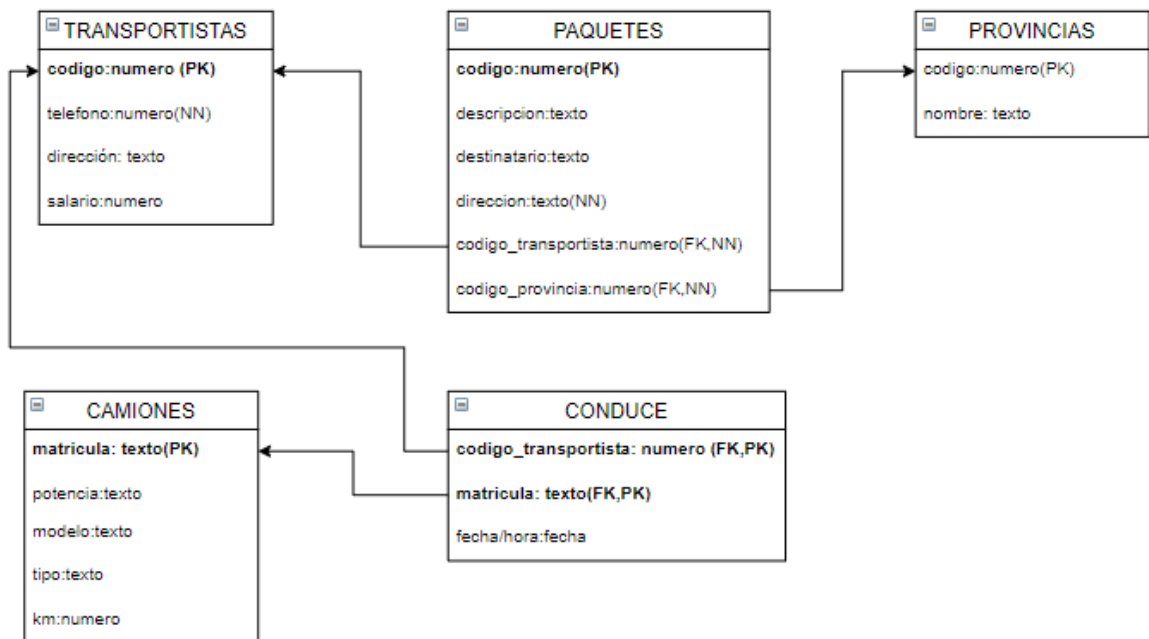 TRANSPORTISTAS
codigo:numero (PK)
telefono:numero(NN)
dirección: texto
salario:numero
PAQUETES
codigo:numero(PK)
descripcion:texto
destinatario:texto
direccion:texto(NN)
codigo_transportista:numero(FK,NN)
codigo_provincia:numero(FK,NN)
PROVINCIAS
codigo:numero(PK)
nombre: texto
CAMIONES
matricula: texto(PK)
potencia:texto
modelo:texto
tipo:texto
km:numero
CONDUCE
codigo_transportista: numero (FK,PK)
matricula: texto(FK,PK)
fecha/hora:fecha